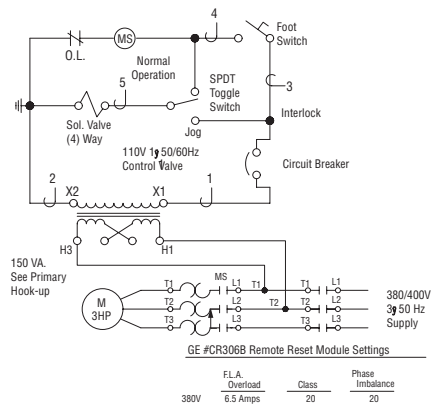 4
Foot
Switch
O.L.
MS
Normal
Operation
5
SPDT
Toggle
Switch
3
Interlock
Sol. Valve
(4) Way
Jog
110V 1ϕ 50/60Hz
Control Valve
Circuit Breaker
2
X2
X1
1
H3
H1
150 VA.
See Primary
Hook-up
M
3HP
MS
T1
L1
T1
T1
L1
T2
L2
T2
T2
L2
T3
L3
T3
L3
380/400V
3ϕ 50 Hz
Supply
GE #CR306B Remote Reset Module Settings
F.L.A.
Overload
Class
Phase
Imbalance
380V
6.5 Amps
20
20